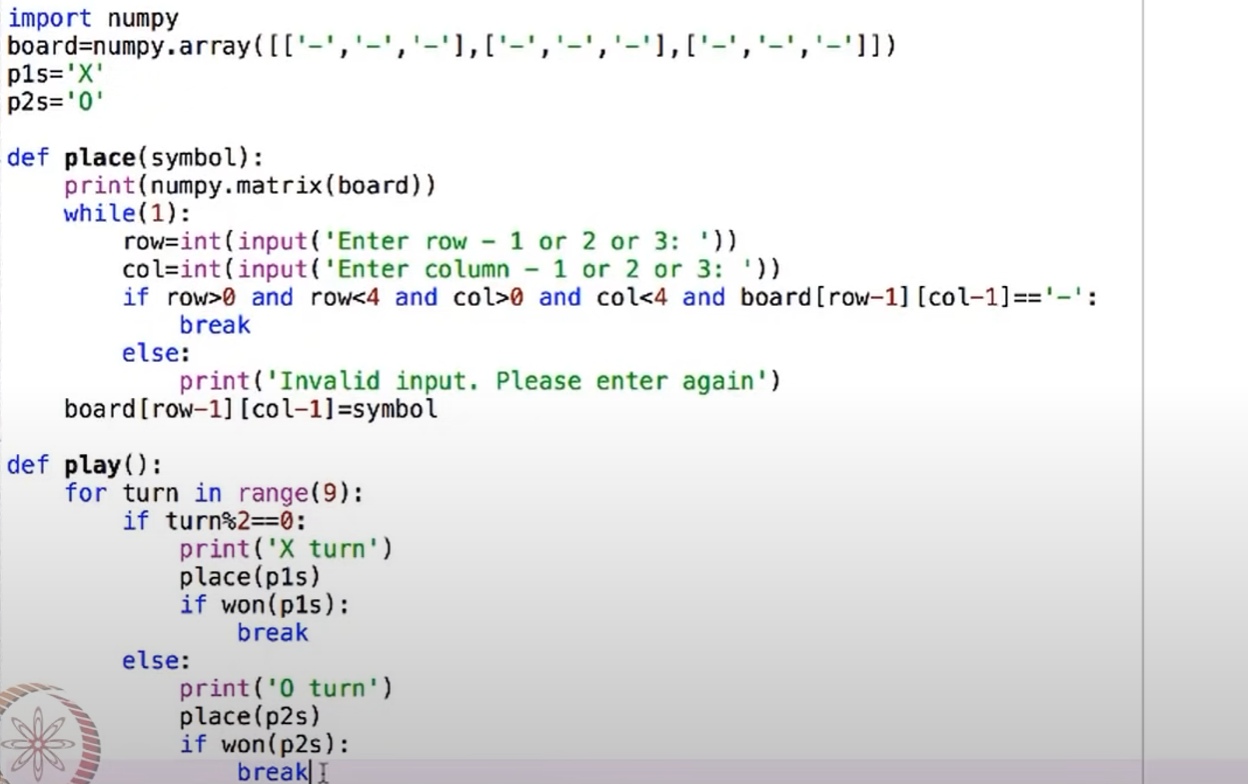 import numpy
board=numpy.array([['-','-','-'],['-','-','-'],['-','-','-']])
p1s='X'
p2s='O'

def place(symbol):
    print(numpy.matrix(board))
    while(1):
        row=int(input('Enter row - 1 or 2 or 3: '))
        col=int(input('Enter column - 1 or 2 or 3: '))
        if row>0 and row<4 and col>0 and col<4 and board[row-1][col-1]=='-':
            break
        else:
            print('Invalid input. Please enter again')
    board[row-1][col-1]=symbol

def play():
    for turn in range(9):
        if turn%2==0:
            print('X turn')
            place(p1s)
            if won(p1s):
                break
        else:
            print('O turn')
            place(p2s)
            if won(p2s):
                break